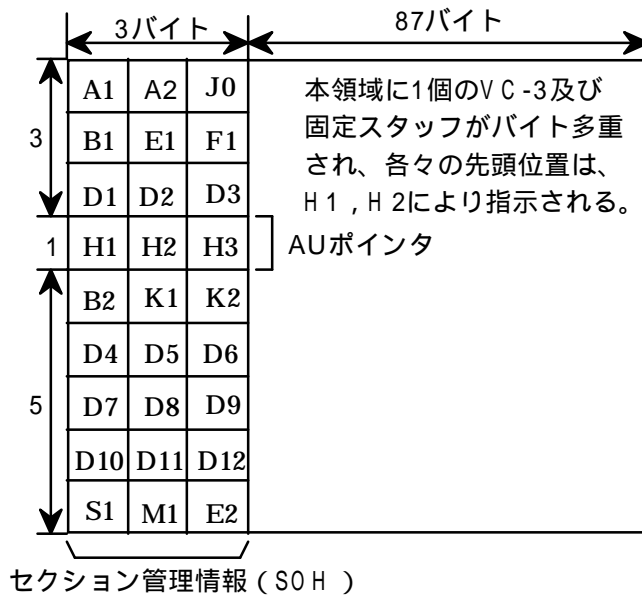 3バイト 87バイト
3
A1 A2 J0
B1 E1 F1
D1 D2 D3
本領域に1個のVC-3及び
固定スタッフがバイト多重
され、各々の先頭位置は、
H1,H2により指示される。
1 H1 H2 H3 AUポインタ
5
B2 K1 K2
D4 D5 D6
D7 D8 D9
D10 D11 D12
S1 M1 E2
セクション管理情報(SOH)